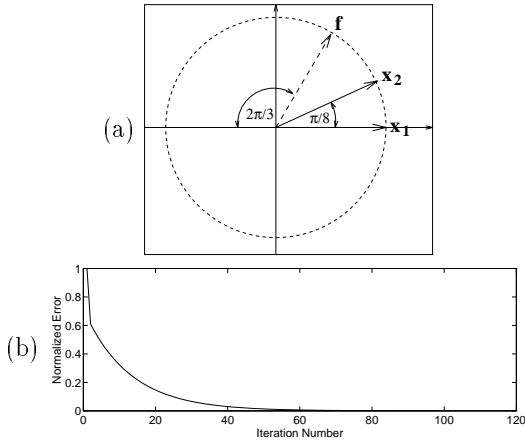 f
x2
(a)
2π/3
π/8
x1
(b)
Normalized Error
1
0.8
0.6
0.4
0.2
0
0 20 40 60 80 100 120
Iteration Number